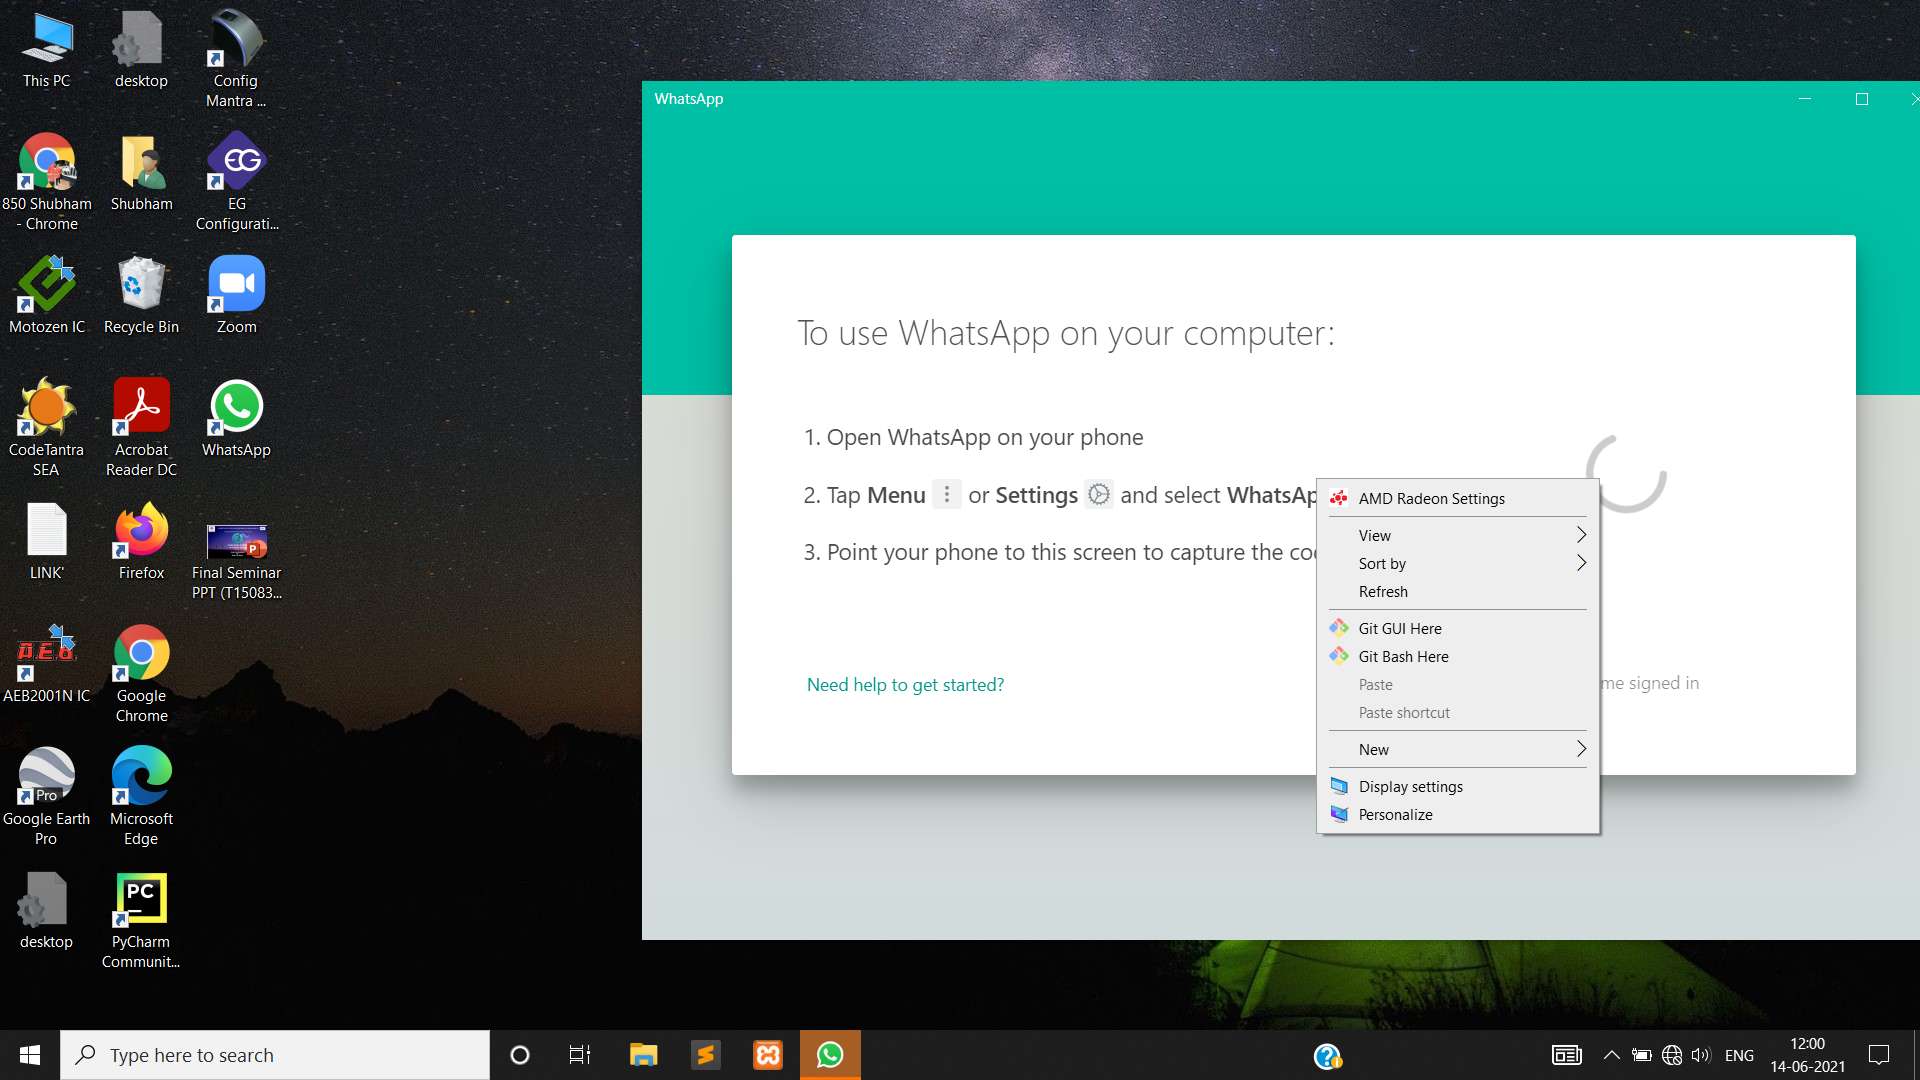 This PC
desktop
Config
Mantra ...
850 Shubham
- Chrome
Shubham
EG
EG
Configurati...
Motozen IC
Recycle Bin
Zoom
CodeTantra
SEA
Acrobat
Reader DC
WhatsApp
LINK'
Firefox
Final Seminar
PPT (T15083...
AEB
AEB2001N IC
Google
Chrome
Pro
Google Earth
Pro
Microsoft
Edge
desktop
PC
PyCharm
Communit...
WhatsApp
To use WhatsApp on your computer:
1. Open WhatsApp on your phone
2. Tap Menu or Settings and select WhatsAp
3. Point your phone to this screen to capture the co
Need help to get started?
me signed in
AMD Radeon Settings
View
Sort by
Refresh
Git GUI Here
Git Bash Here
Paste
Paste shortcut
New
Display settings
Personalize
Type here to search
ENG
12:00
14-06-2021